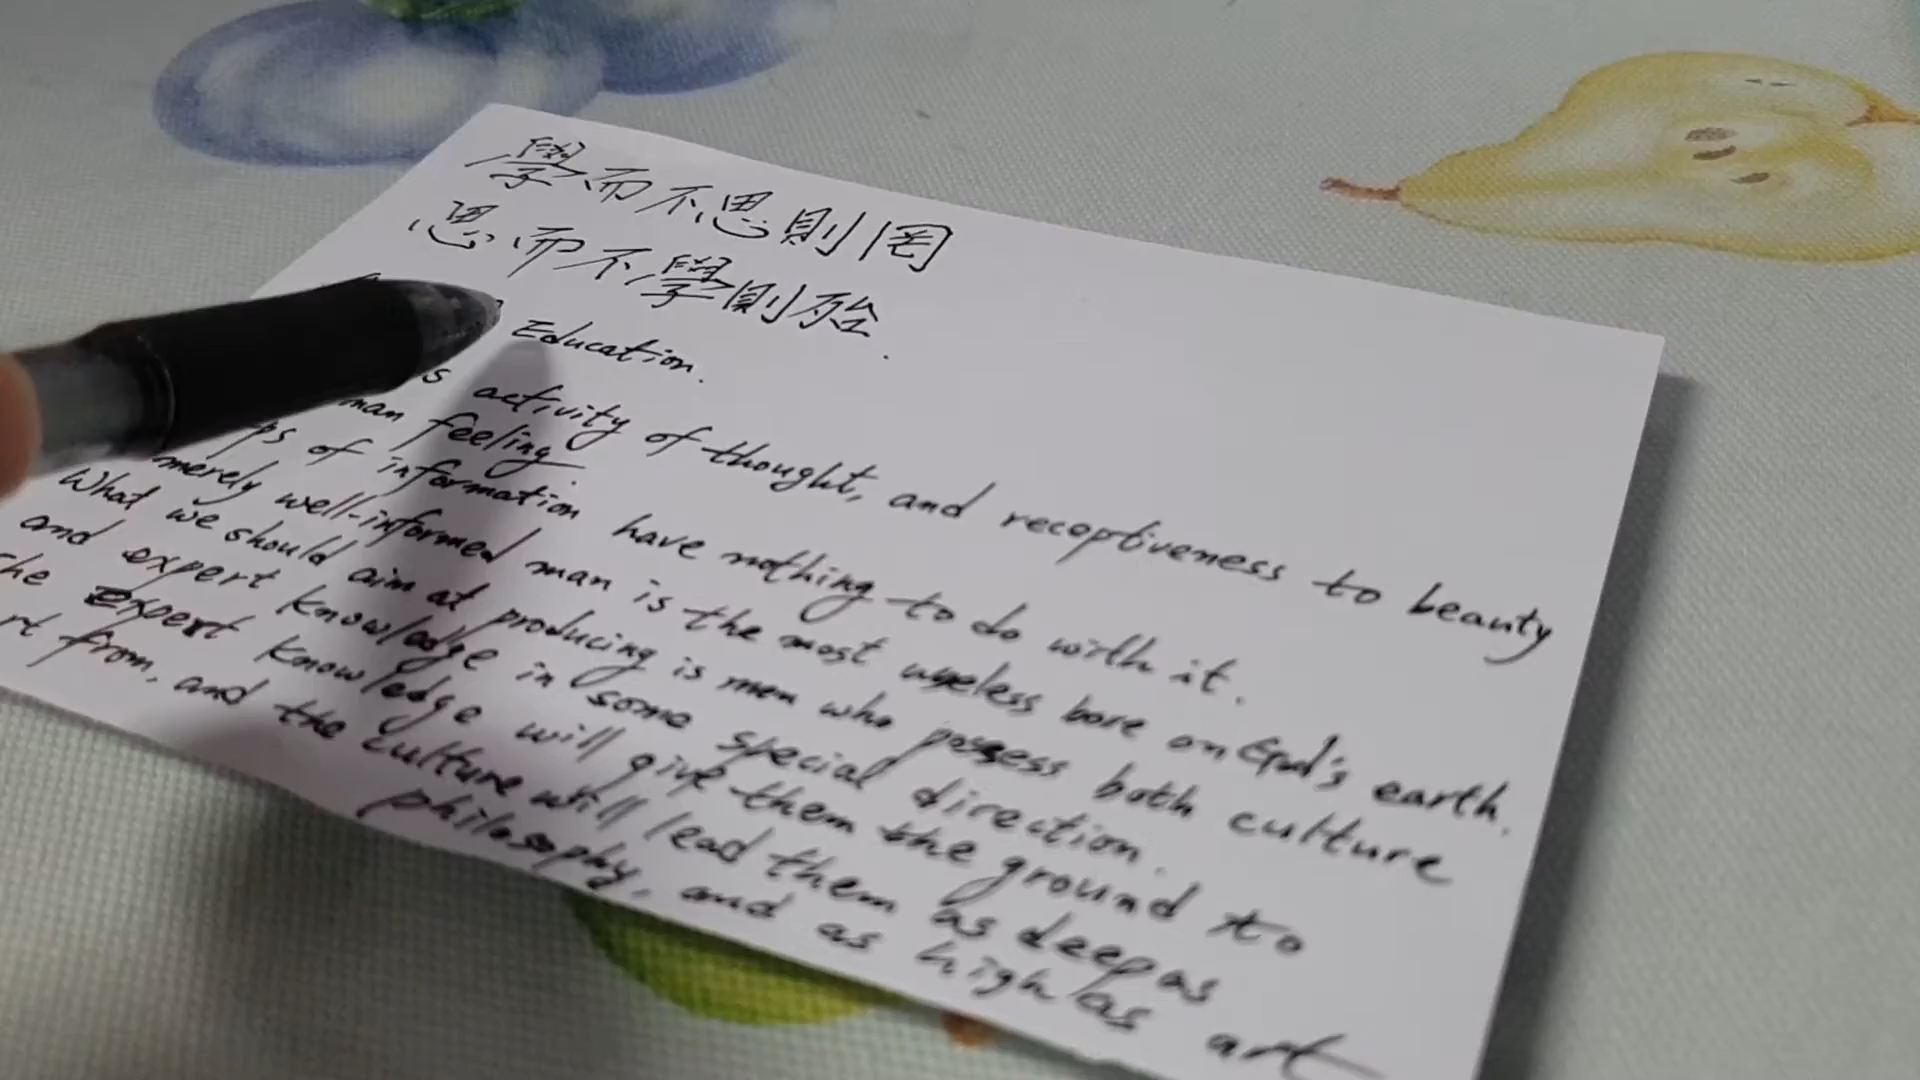 學而不思則罔
思而不學則殆.
Education.
activity of thought, and receptiveness to beauty
man feeling.
ps of information have nothing to do with it.
merely well-informed man is the most useless bore on God's earth.
What we should aim at producing is men who possess both culture
and expert knowledge in some special direction.
The Expert knowledge will give them the ground to
rt from, and the culture will lead them as deep as
philosophy, and as high as art